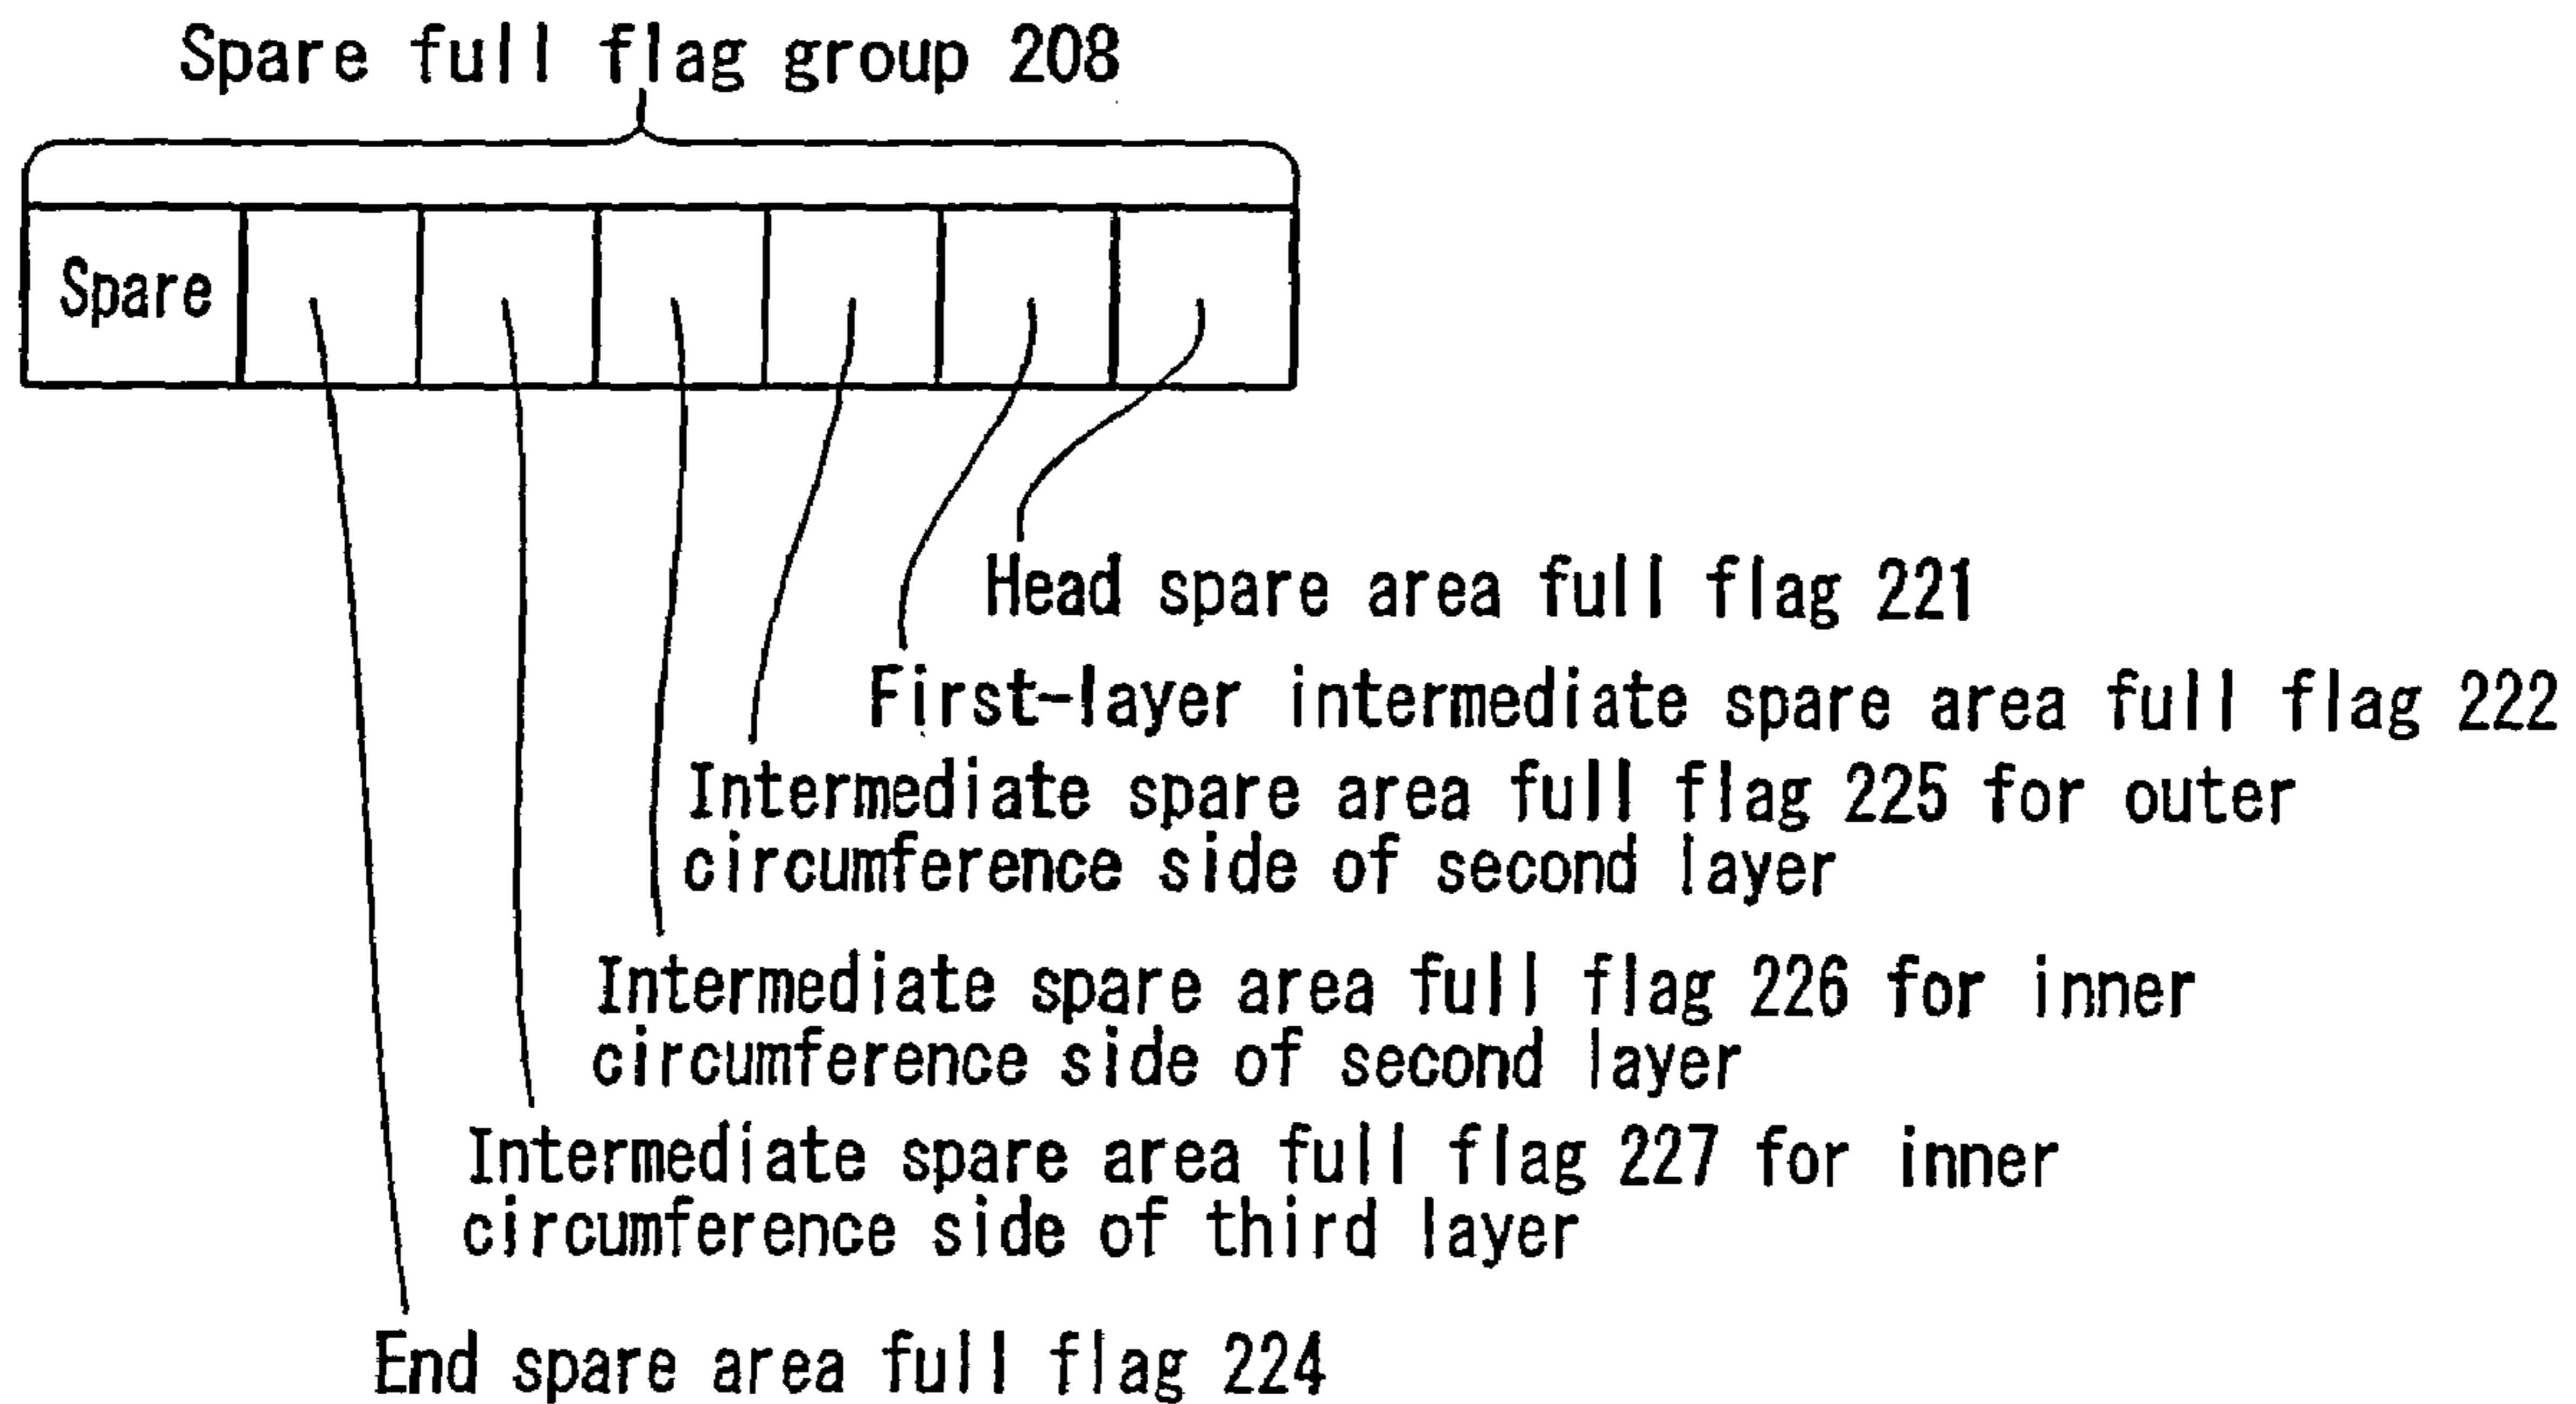 Spare full flag group 208
Spare
Head spare area full flag 221
First-layer intermediate spare area full flag 222
Intermediate spare area full flag 225 for outer
circumference side of second layer
Intermediate spare area full flag 226 for inner
circumference side of second layer
Intermediate spare area full flag 227 for inner
circumference side of third layer
End spare area full flag 224